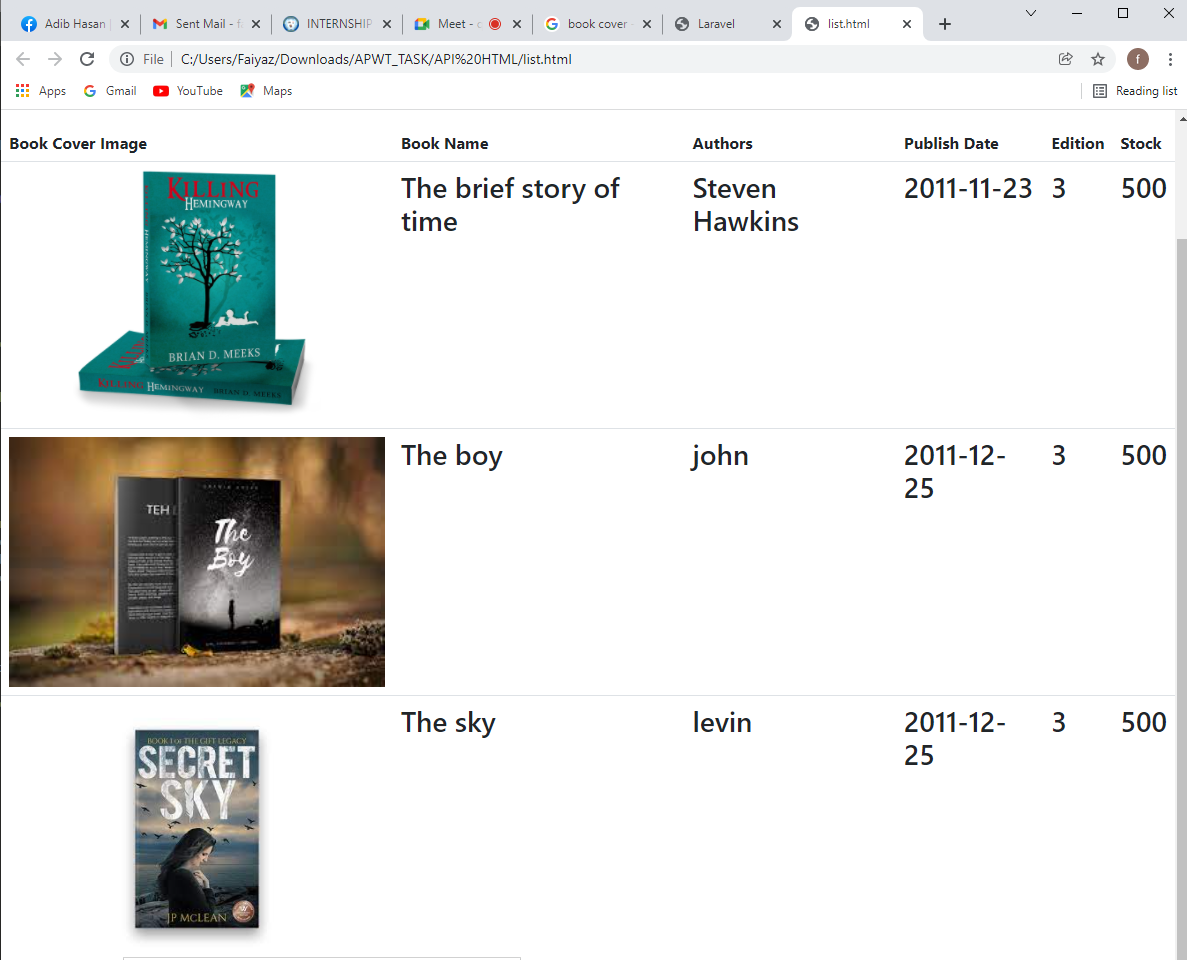 Adib Hasan
Sent Mail - f
INTERNSHIP
Meet - c
book cover -
Laravel
list.html
File
C:/Users/Faiyaz/Downloads/APWT_TASK/API%20HTML/list.html
f
Apps
Gmail
YouTube
Maps
Reading list
Book Cover Image Book Name Authors Publish Date Edition Stock
KILLING
HEMINGWAY
BRIAN D. MEEKS
KILLING HEMINGWAY BRIAN D. MEEKS
The brief story of
time
Steven
Hawkins
2011-11-23
3
500
TEH
The
Boy
The boy
john
2011-12-
25
3
500
BOOK 1 OF THE GIFT LEGACY
SECRET
SKY
JP MCLEAN
The sky
levin
2011-12-
25
3
500